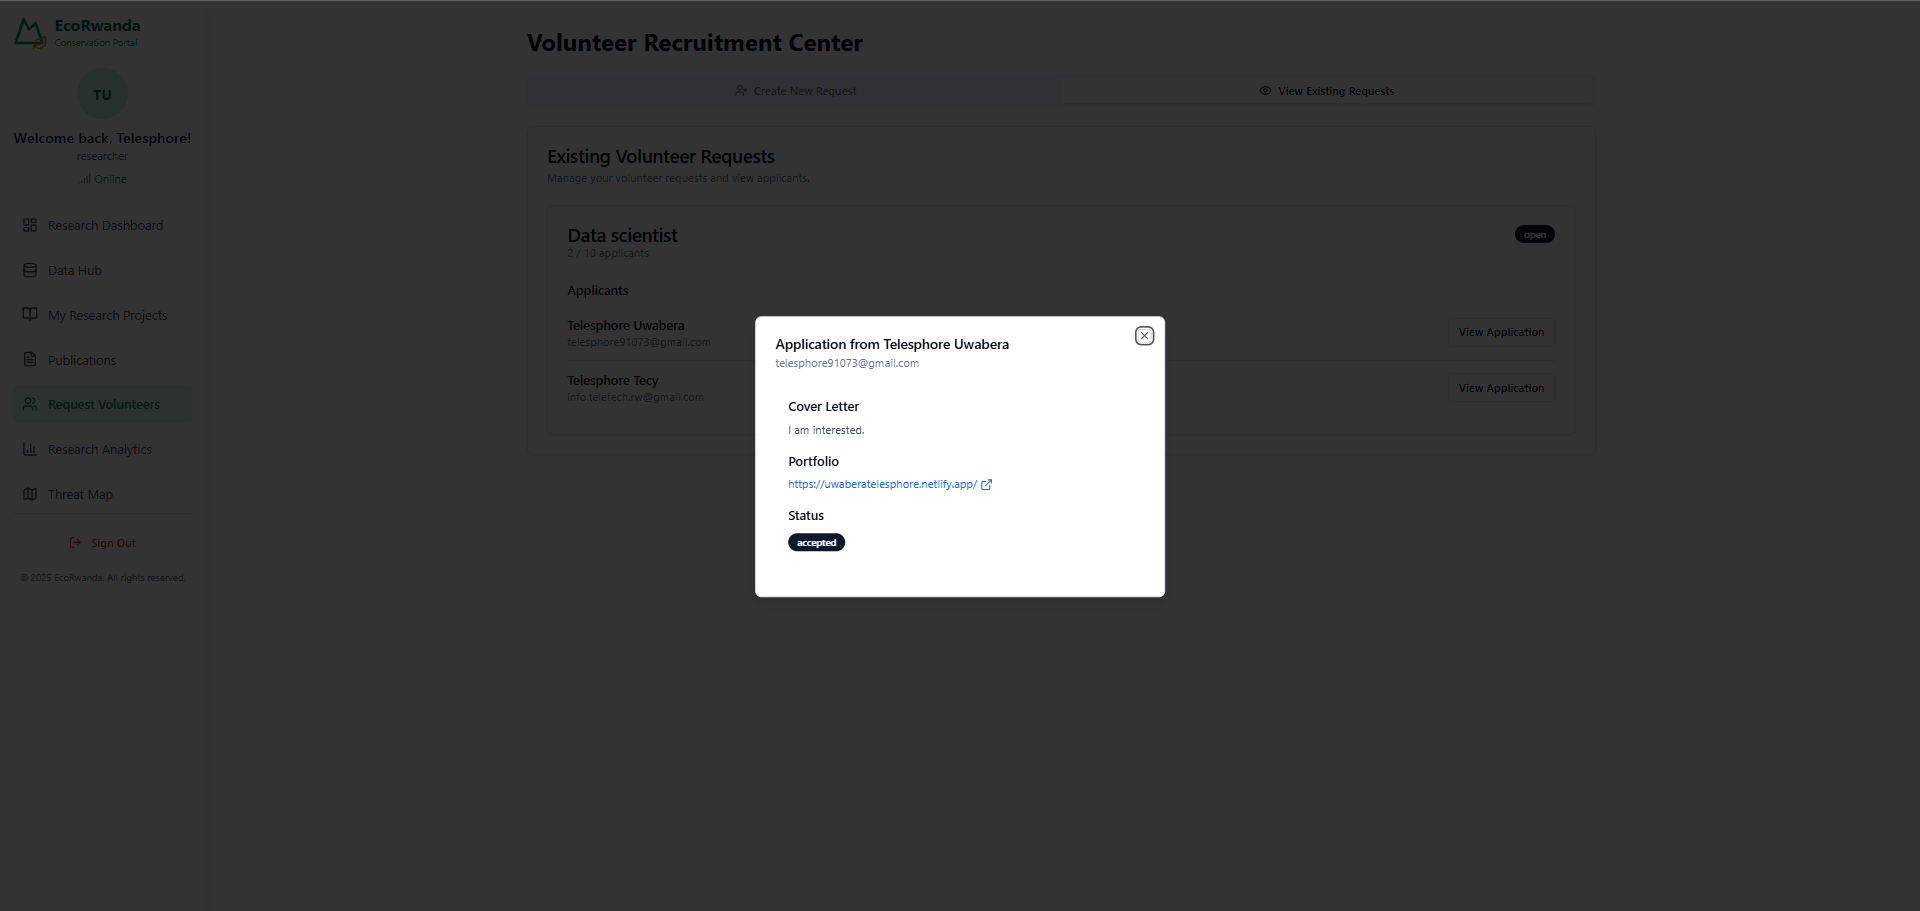 EcoRwanda
Conservation Portal
TU
Welcome back, Telesphore!
researcher
Online
Research Dashboard
Data Hub
My Research Projects
Publications
Request Volunteers
Research Analytics
Threat Map
Sign Out
© 2025 EcoRwanda. All rights reserved.
Volunteer Recruitment Center
Create New Request
View Existing Requests
Existing Volunteer Requests
Manage your volunteer requests and view applicants.
Data scientist
open
2 / 10 applicants
Applicants
Telesphore Uwabera
telesphore91073@gmail.com
View Application
Telesphore Tecy
info.teletech.rw@gmail.com
View Application
Application from Telesphore Uwabera
telesphore91073@gmail.com
Cover Letter
I am interested.
Portfolio
https://uwaberatelesphore.netlify.app/
Status
accepted